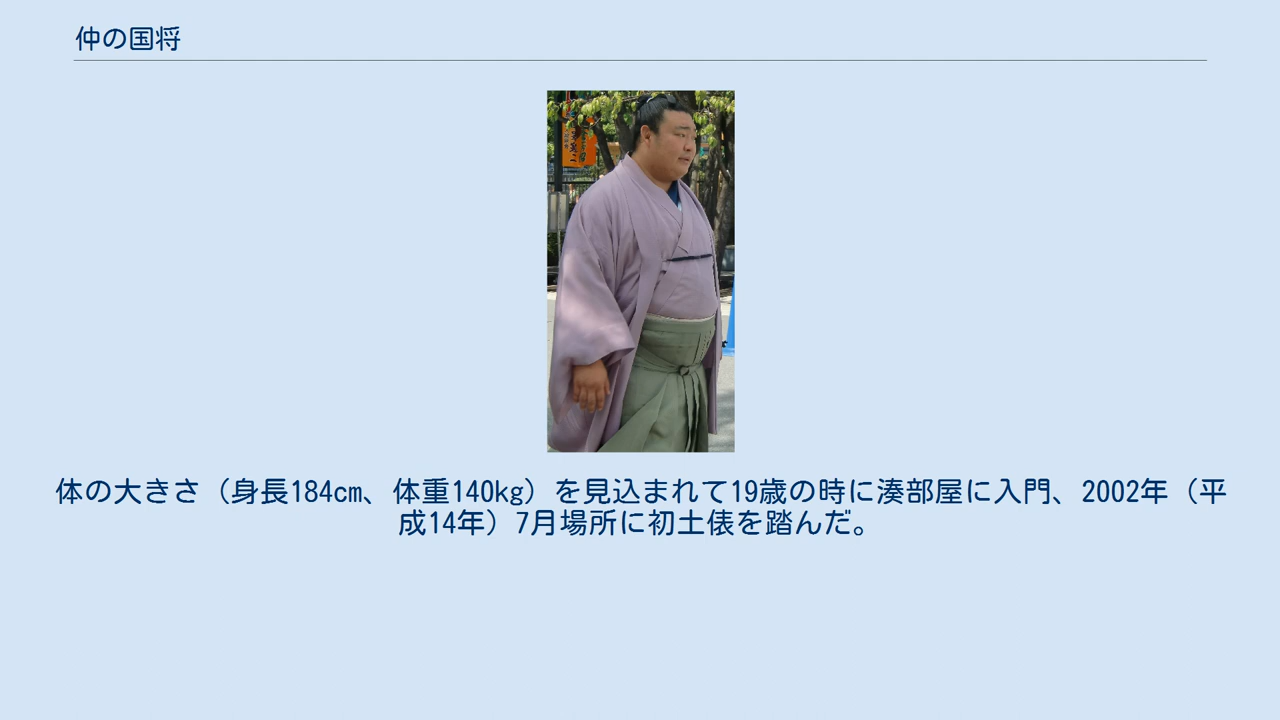 仲の国将
体の大きさ（身長184cm、体重140kg）を見込まれて19歳の時に湊部屋に入門、2002年（平
成14年）7月場所に初土俵を踏んだ。